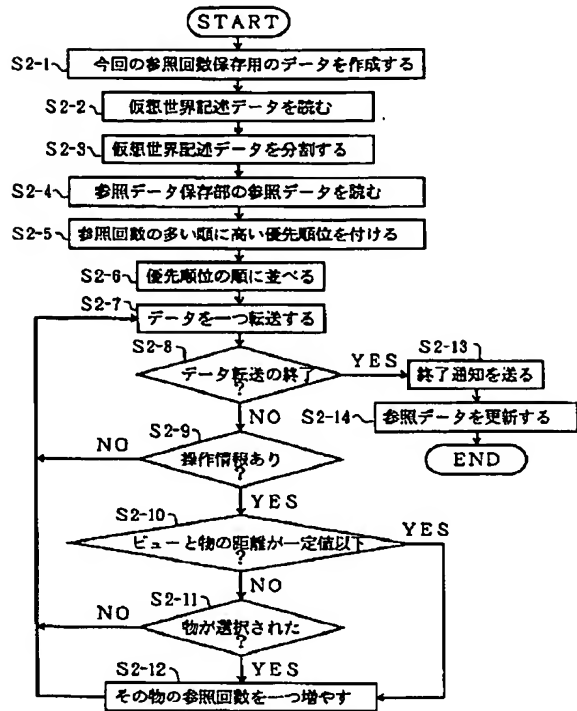 START
S2-1 今回の参照回数保存用のデータを作成する
S2-2 仮想世界記述データを読む
S2-3 仮想世界記述データを分割する
S2-4 参照データ保存部の参照データを読む
S2-5 参照回数の多い順に高い優先順位を付ける
S2-6 優先順位の順に並べる
S2-7 データを一つ転送する
S2-8 データ転送の終了
?
YES
NO
S2-13 終了通知を送る
S2-14 参照データを更新する
END
S2-9 操作情報あり
?
NO
YES
S2-10 ビューと物の距離が一定値以下
?
YES
NO
S2-11 物が選択された
?
NO
YES
S2-12 その物の参照回数を一つ増やす